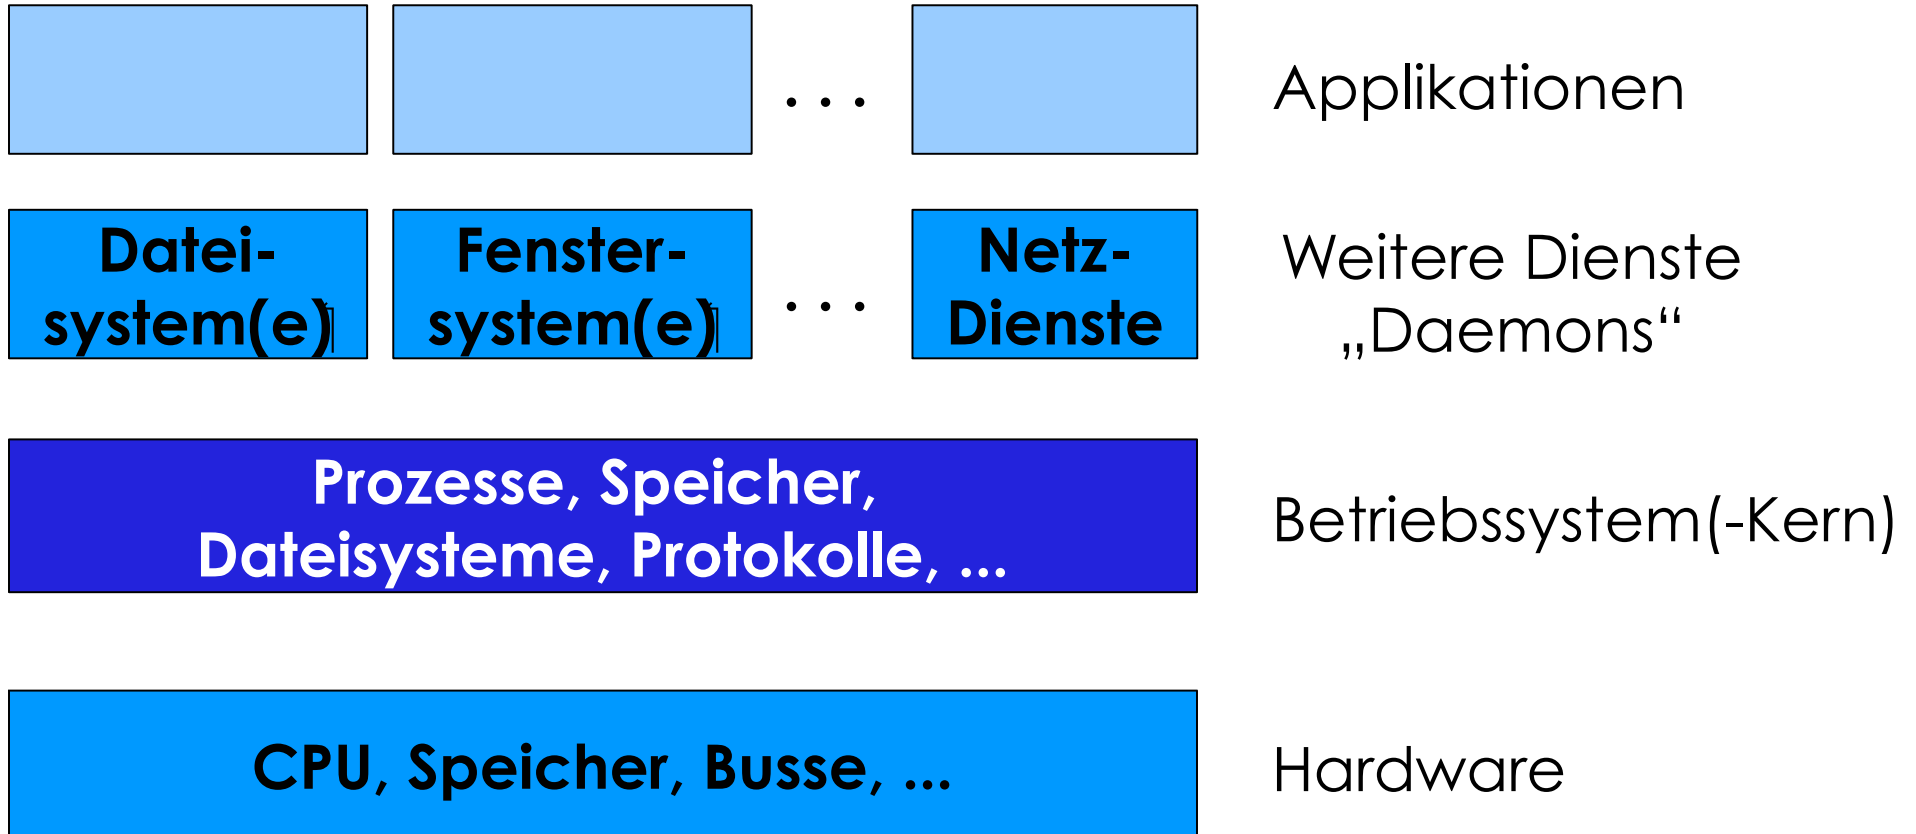 . . .
Applikationen
Datei-
system(e)
Fenster-
system(e)
. . .
Netz-
Dienste
Weitere Dienste
„Daemons“
Prozesse, Speicher,
Dateisysteme, Protokolle, ...
Betriebssystem(-Kern)
CPU, Speicher, Busse, ...
Hardware